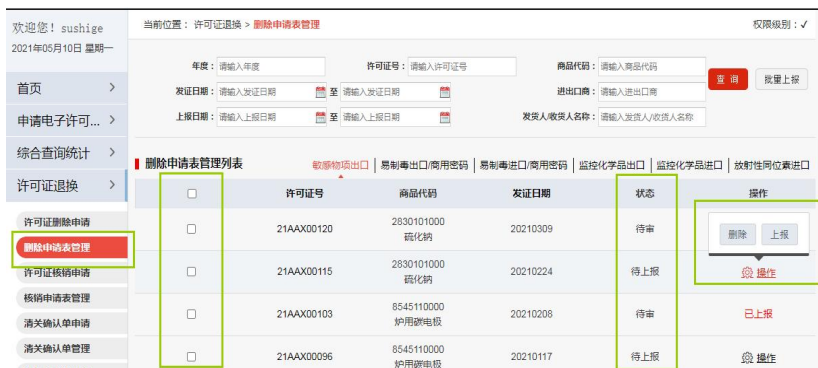 欢迎您！sushige
2021年05月10日 星期一
首页
申请电子许可...
综合查询统计
许可证退换
许可证删除申请
删除申请表管理
许可证核销申请
核销申请表管理
清关确认单申请
清关确认单管理
当前位置： 许可证退换 > 删除申请表管理 权限级别：✓
年度： 请输入年度 许可证号： 请输入许可证号 商品代码： 请输入商品代码
发证日期： 请输入发证日期 至 请输入发证日期 进出口商： 请输入进出口商
查 询 批里上报
上报日期： 请输入上报日期 至 请输入上报日期 发货人/收货人名称： 请输入发货人/收货人名称
删除申请表管理列表 敏感物项出口 | 易制毒出口/商用密码 | 易制毒进口/商用密码 | 监控化学品出口 | 监控化学品进口 | 放射性同位素进口
许可证号 商品代码 发证日期 状态 操作
21AAX00120 2830101000 20210309 待审 删除 上报
硫化钠
21AAX00115 2830101000 20210224 待上报 操作
硫化钠
21AAX00103 8545110000 20210208 待审 已上报
炉用碳电极
21AAX00096 8545110000 20210117 待上报 操作
炉用碳电极